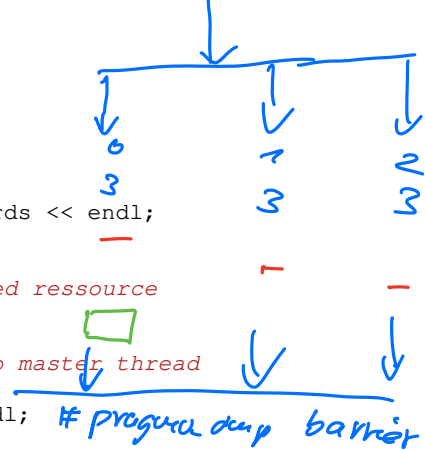 0 1 2
3 3 3
rds << endl;
ed ressource
o master thread
dl; # pragma omp barrier